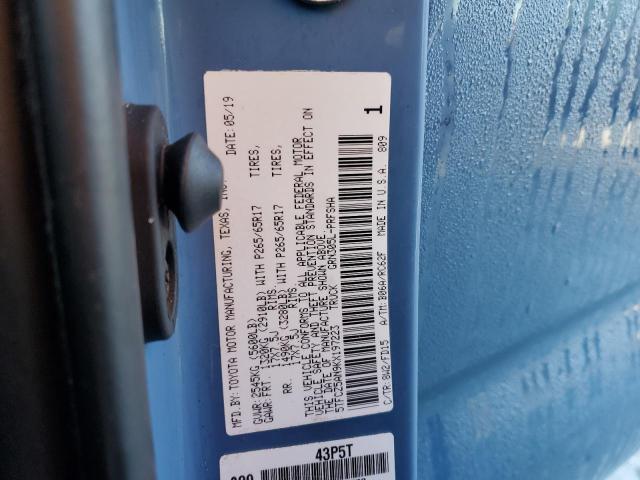 MFD.BY: TOYOTA MOTOR MANUFACTURING, TEXAS, INC. DATE: 05/19
GVWR: 2545KG (5600LB)
GAWR: FRT. 1320KG (2910LB) WITH P265/65R17 TIRES,
17X7.5J RIMS
RR. 1490KG (3280LB) WITH P265/65R17 TIRES,
17X7.5J RIMS
THIS VEHICLE CONFORMS TO ALL APPLICABLE FEDERAL MOTOR
VEHICLE SAFETY AND THEFT PREVENTION STANDARDS IN EFFECT ON
THE DATE OF MANUFACTURE SHOWN ABOVE.
5TFCZ5AN9KX197223 TRUCK GRN305L-PRFSHA
1
C/TR: 8W2/FD15 A/TM: B06A/RC62F MADE IN U.S.A. 809
43P5T